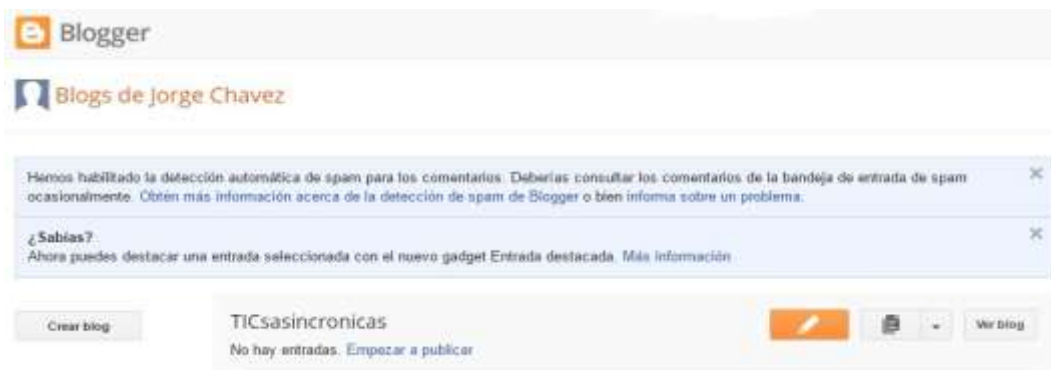 Blogger
Blogs de Jorge Chavez
Hemos habilitado la detección automática de spam para los comentarios. Deberías consultar los comentarios de la bandeja de entrada de spam
ocasionalmente. Obtén más información acerca de la detección de spam de Blogger o bien informa sobre un problema.
¿Sabías?
Ahora puedes destacar una entrada seleccionada con el nuevo gadget Entrada destacada. Más información
Crear blog
TICsasincronicas
Ver blog
No hay entradas. Empezar a publicar